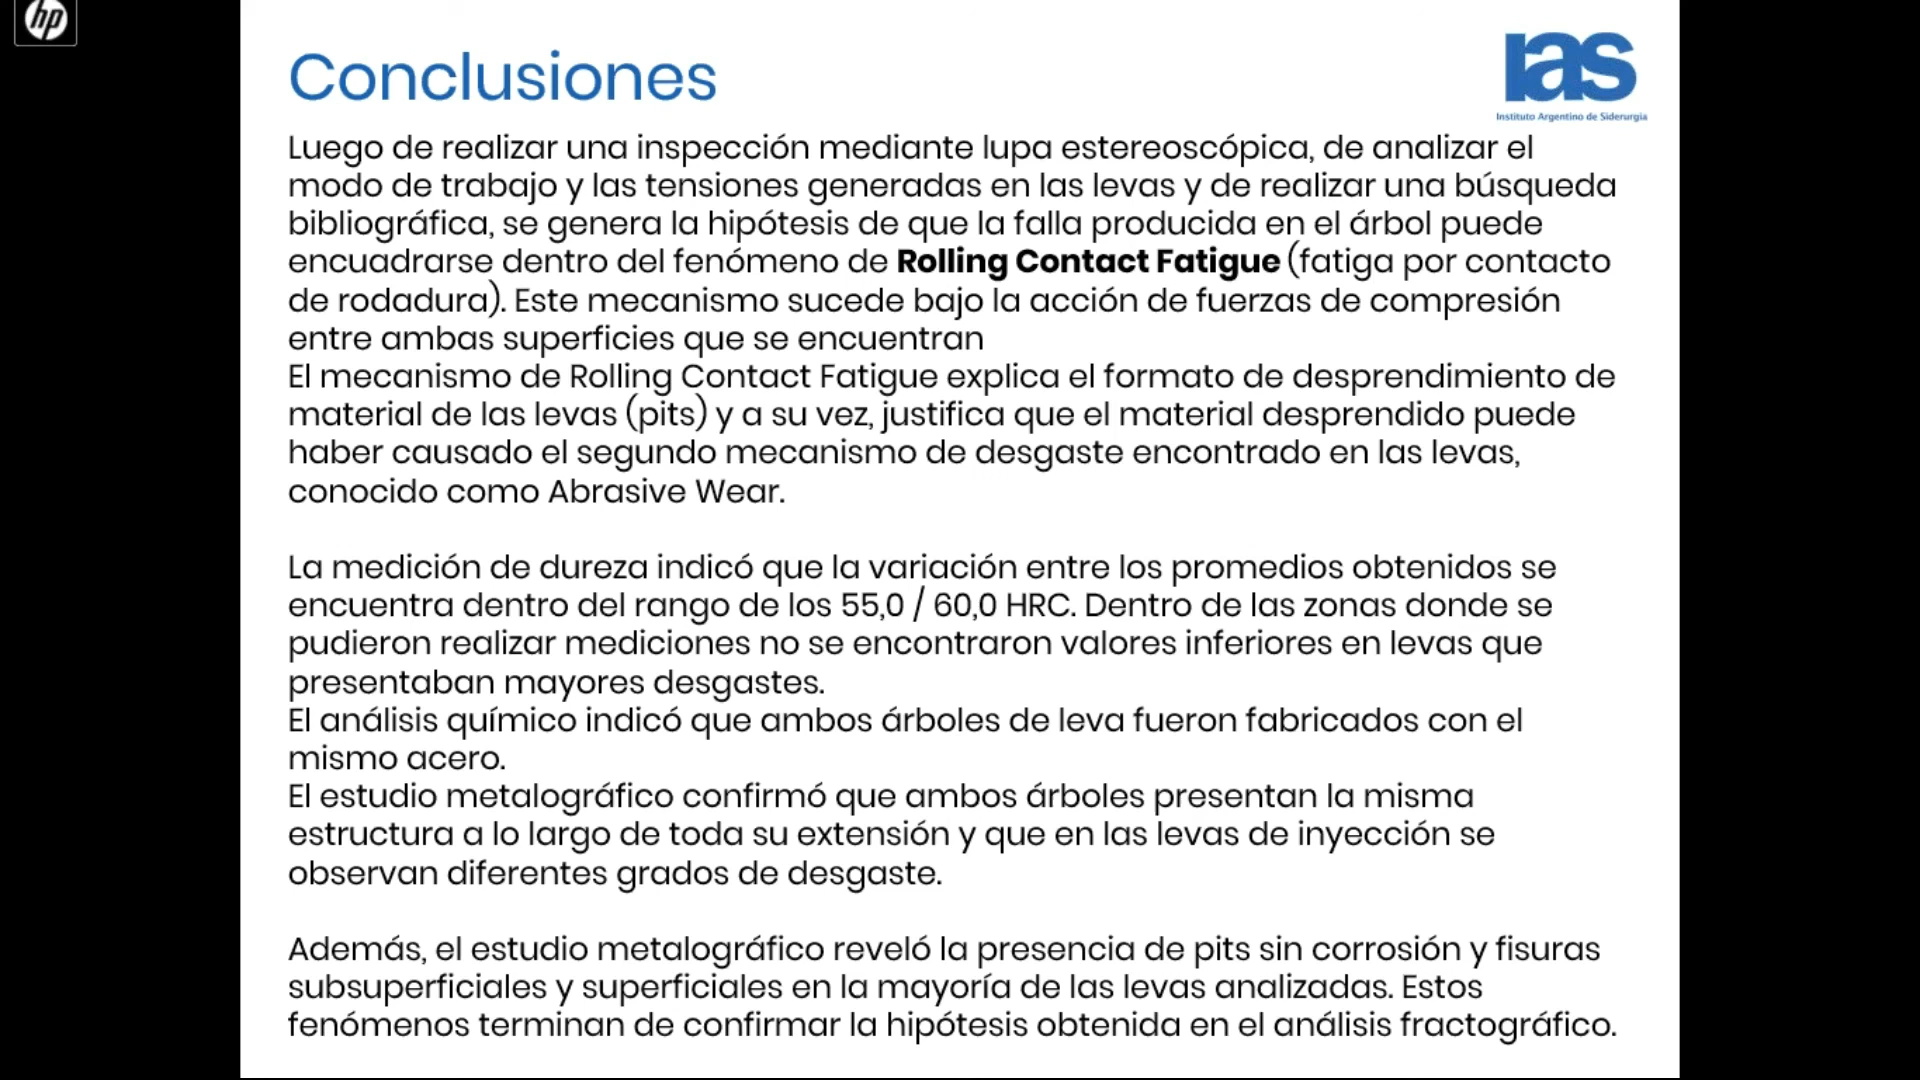 hp
Conclusiones
ias
Instituto Argentino de Siderurgia
Luego de realizar una inspección mediante lupa estereoscópica, de analizar el
modo de trabajo y las tensiones generadas en las levas y de realizar una búsqueda
bibliográfica, se genera la hipótesis de que la falla producida en el árbol puede
encuadrarse dentro del fenómeno de Rolling Contact Fatigue (fatiga por contacto
de rodadura). Este mecanismo sucede bajo la acción de fuerzas de compresión
entre ambas superficies que se encuentran
El mecanismo de Rolling Contact Fatigue explica el formato de desprendimiento de
material de las levas (pits) y a su vez, justifica que el material desprendido puede
haber causado el segundo mecanismo de desgaste encontrado en las levas,
conocido como Abrasive Wear.
La medición de dureza indicó que la variación entre los promedios obtenidos se
encuentra dentro del rango de los 55,0 / 60,0 HRC. Dentro de las zonas donde se
pudieron realizar mediciones no se encontraron valores inferiores en levas que
presentaban mayores desgastes.
El análisis químico indicó que ambos árboles de leva fueron fabricados con el
mismo acero.
El estudio metalográfico confirmó que ambos árboles presentan la misma
estructura a lo largo de toda su extensión y que en las levas de inyección se
observan diferentes grados de desgaste.
Además, el estudio metalográfico reveló la presencia de pits sin corrosión y fisuras
subsuperficiales y superficiales en la mayoría de las levas analizadas. Estos
fenómenos terminan de confirmar la hipótesis obtenida en el análisis fractográfico.